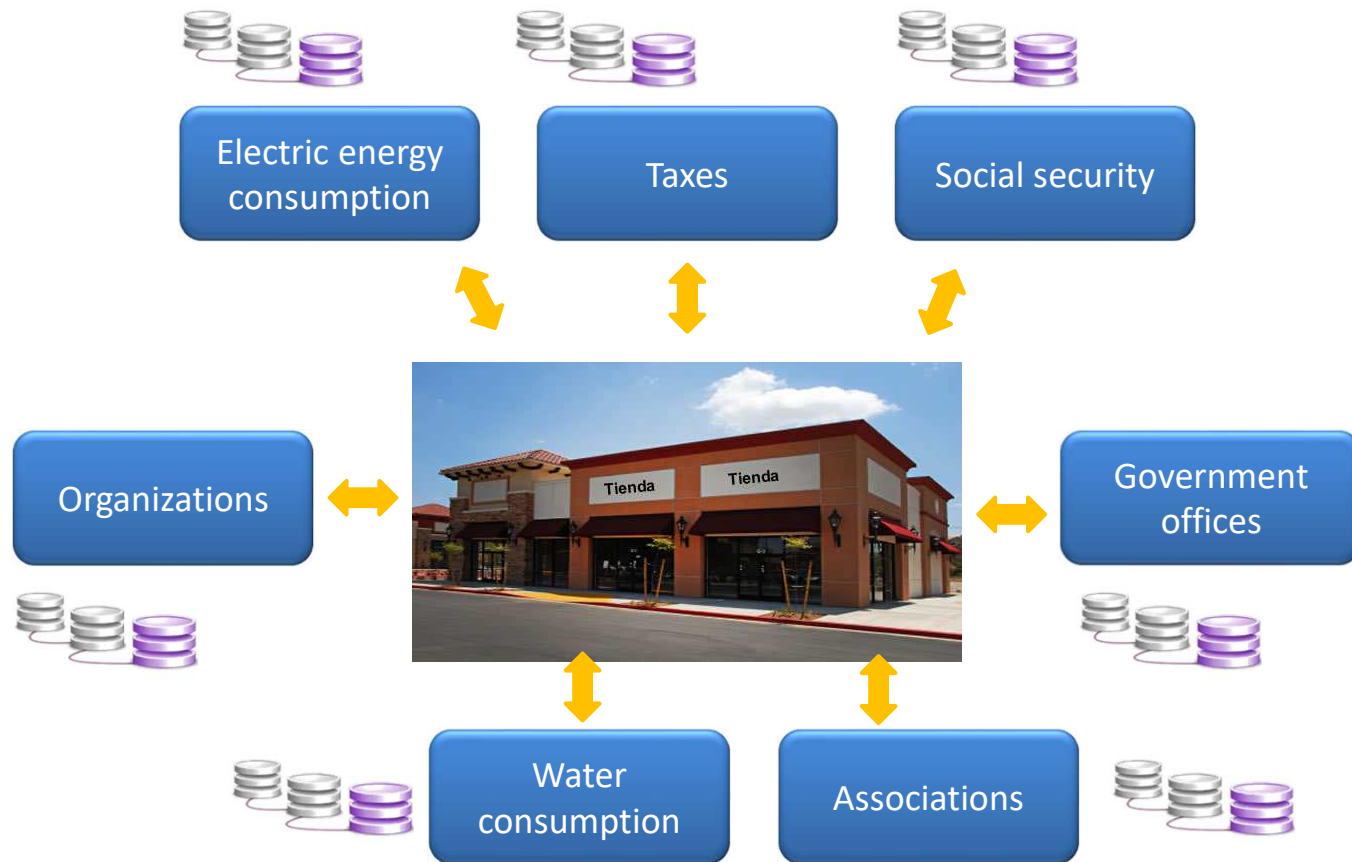 Electric energy
consumption
Taxes
Social security
Organizations
Tienda
Tienda
Government
offices
Water
consumption
Associations